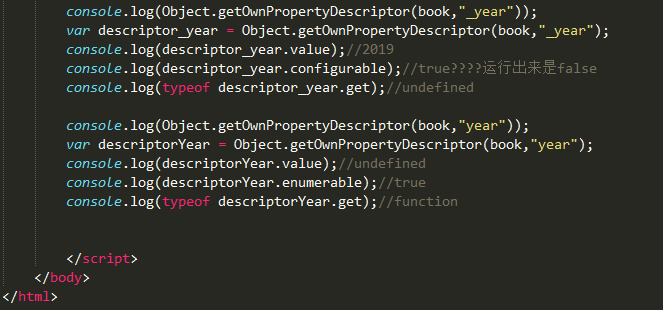 console.log(Object.getOwnPropertyDescriptor(book,"_year"));
var descriptor_year = Object.getOwnPropertyDescriptor(book,"_year");
console.log(descriptor_year.value);//2019
console.log(descriptor_year.configurable);//true????运行出来是false
console.log(typeof descriptor_year.get);//undefined
console.log(Object.getOwnPropertyDescriptor(book,"year"));
var descriptorYear = Object.getOwnPropertyDescriptor(book,"year");
console.log(descriptorYear.value);//undefined
console.log(descriptorYear.enumerable);//true
console.log(typeof descriptorYear.get);//function
</script>
</body>
</html>